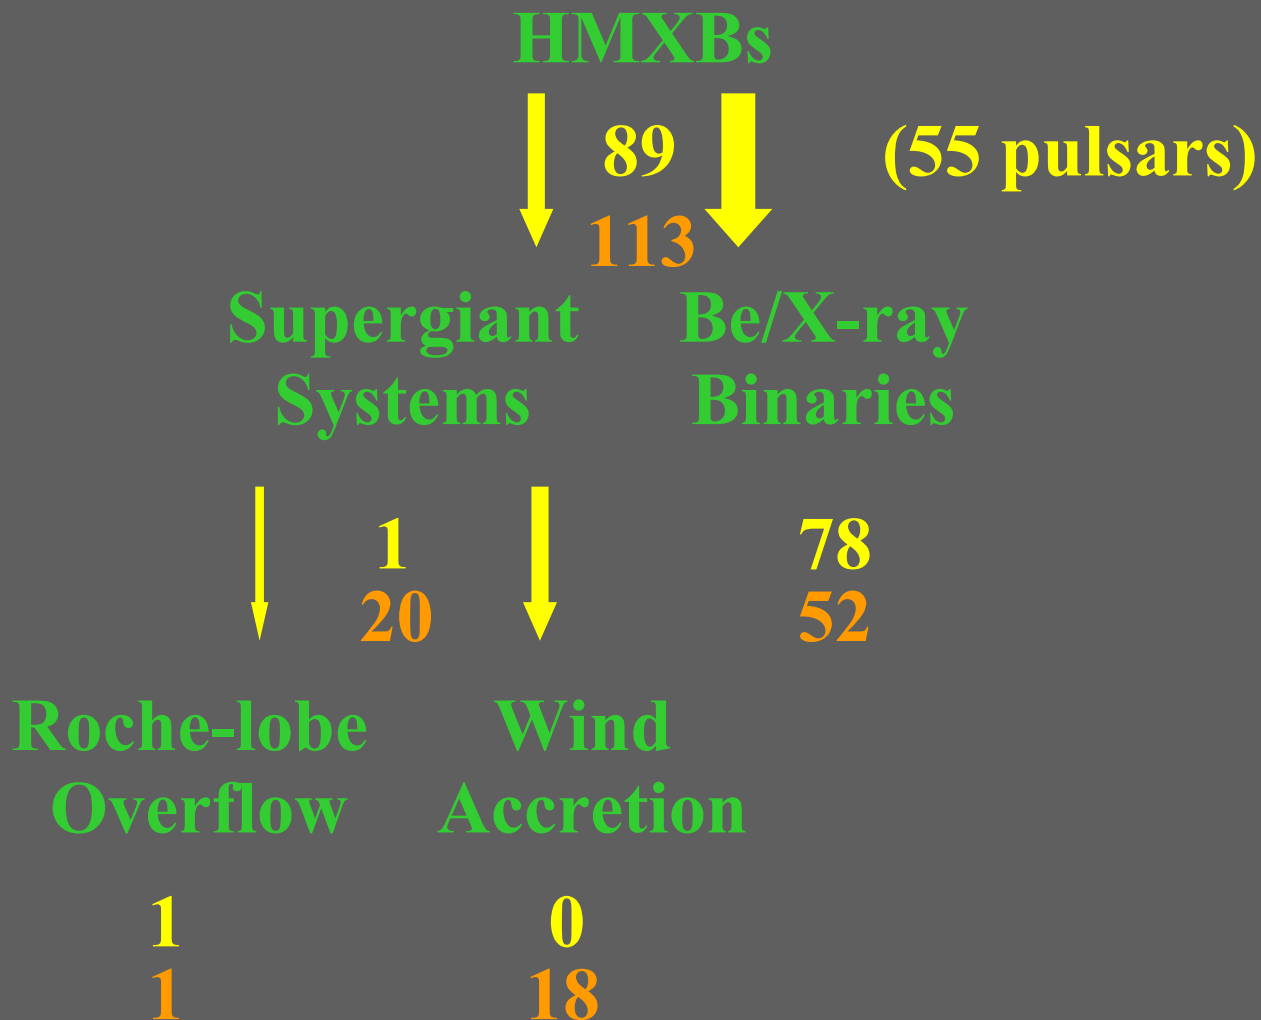 HMXBs
89 (55 pulsars)
113
Supergiant Be/X-ray
Systems Binaries
1 78
20 52
Roche-lobe Wind
Overflow Accretion
1 0
1 18